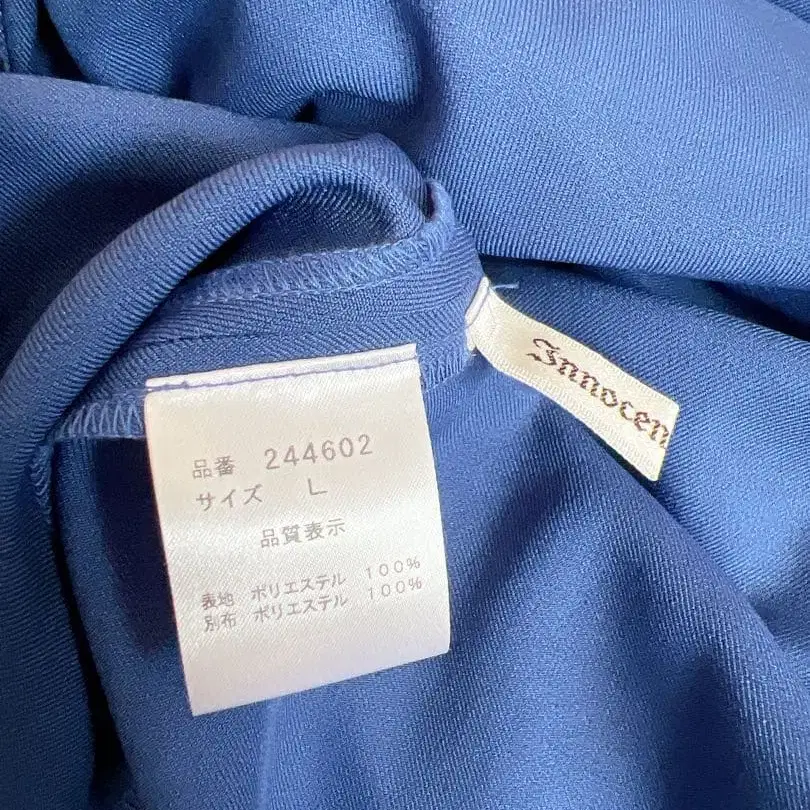 品番 244602
サイズ L
品質表示
表地 ポリエステル 100%
別布 ポリエステル 100%
Innocen